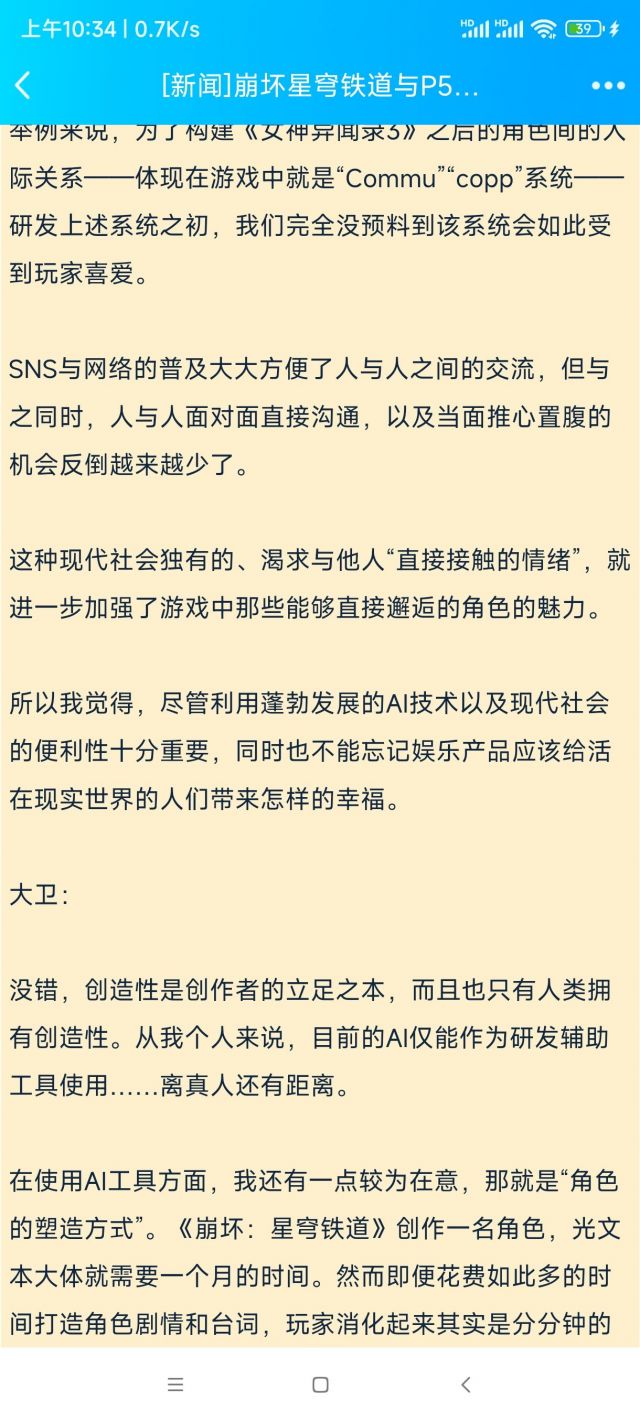 上午10:34 | 0.7K/s
HD HD 39
[新闻]崩坏星穹铁道与P5...
举例来说，为了构建《女神异闻录3》之后的角色间的人
际关系——体现在游戏中就是“Commu”“copp”系统——
研发上述系统之初，我们完全没预料到该系统会如此受
到玩家喜爱。
SNS与网络的普及大大方便了人与人之间的交流，但与
之同时，人与人面对面直接沟通，以及当面推心置腹的
机会反倒越来越少了。
这种现代社会独有的、渴求与他人“直接接触的情绪”，就
进一步加强了游戏中那些能够直接邂逅的角色的魅力。
所以我觉得，尽管利用蓬勃发展的AI技术以及现代社会
的便利性十分重要，同时也不能忘记娱乐产品应该给活
在现实世界的人们带来怎样的幸福。
大卫：
没错，创造性是创作者的立足之本，而且也只有人类拥
有创造性。从我个人来说，目前的AI仅能作为研发辅助
工具使用……离真人还有距离。
在使用AI工具方面，我还有一点较为在意，那就是“角色
的塑造方式”。《崩坏：星穹铁道》创作一名角色，光文
本大体就需要一个月的时间。然而即便花费如此多的时
间打造角色剧情和台词，玩家消化起来其实是分分钟的